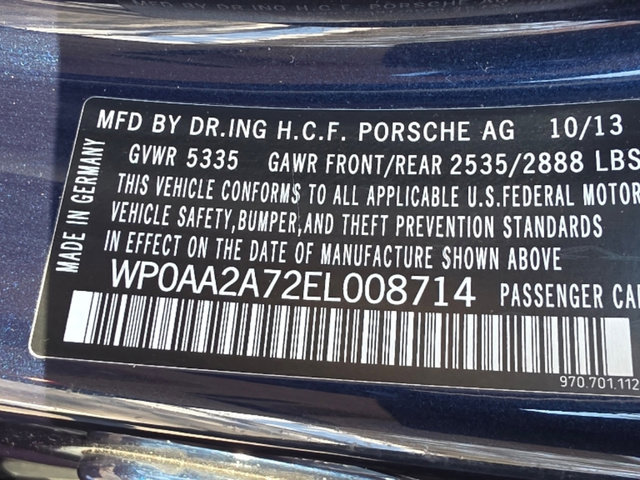 MFD BY DR.ING H.C.F. PORSCHE AG 10/13
GVWR 5335 GAWR FRONT/REAR 2535/2888 LBS
THIS VEHICLE CONFORMS TO ALL APPLICABLE U.S.FEDERAL MOTOR
VEHICLE SAFETY,BUMPER,AND THEFT PREVENTION STANDARDS
IN EFFECT ON THE DATE OF MANUFACTURE SHOWN ABOVE
WP0AA2A72EL008714 PASSENGER CAR
970.701.112
MADE IN GERMANY